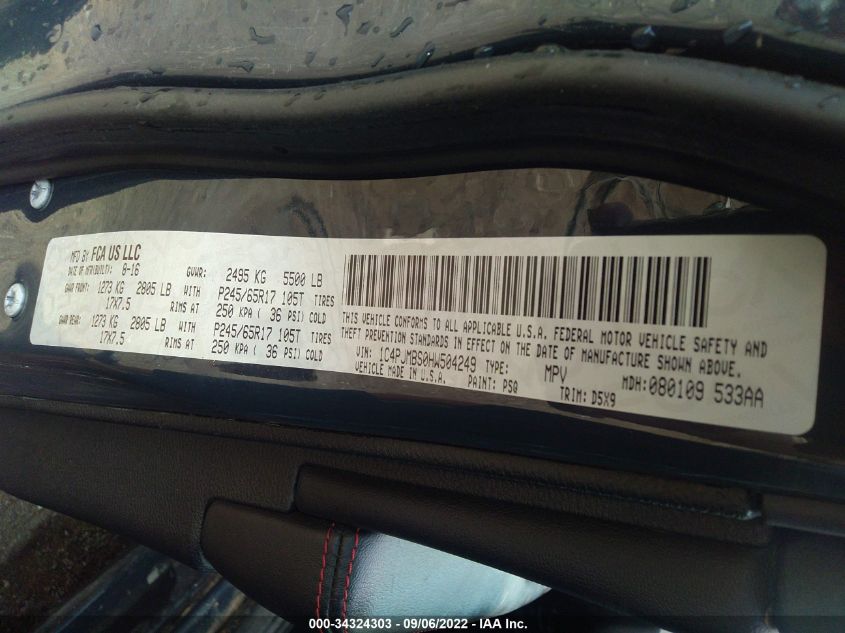 MFD BY FCA US LLC
DATE OF MFR(BUILT): 8-16 GVWR: 2495 KG 5500 LB
GAWR FRONT: 1273 KG 2805 LB WITH P245/65R17 105T TIRES
17X7.5 RIMS AT 250 KPA ( 36 PSI) COLD
GAWR REAR: 1273 KG 2805 LB WITH P245/65R17 105T TIRES
17X7.5 RIMS AT 250 KPA ( 36 PSI) COLD
THIS VEHICLE CONFORMS TO ALL APPLICABLE U.S.A. FEDERAL MOTOR VEHICLE SAFETY AND
THEFT PREVENTION STANDARDS IN EFFECT ON THE DATE OF MANUFACTURE SHOWN ABOVE.
VIN: 1C4PJMBS0HW504249 TYPE: MPV MDH: 080109 533AA
VEHICLE MADE IN U.S.A. PAINT: PSQ TRIM: D5X9
000-34324303 - 09/06/2022 - IAA Inc.